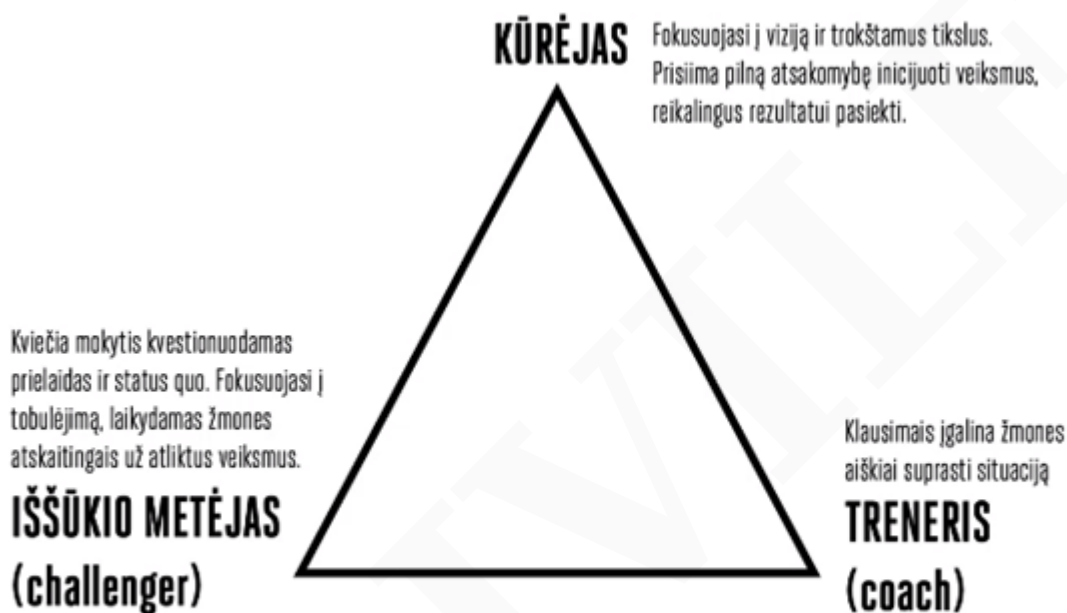 KŪRĖJAS
Fokusuojasi į viziją ir trokštamus tikslus.
Prisiima pilną atsakomybę inicijuoti veiksmus,
reikalingus rezultatui pasiekti.
Kviečia mokytis kvestionuodamas
prielaidas ir status quo. Fokusuojasi į
tobulėjimą, laikydamas žmones
atskaitingais už atliktus veiksmus.
IŠŠŪKIO METĖJAS
(challenger)
Klausimais įgalina žmones
aiškiai suprasti situaciją
TRENERIS
(coach)